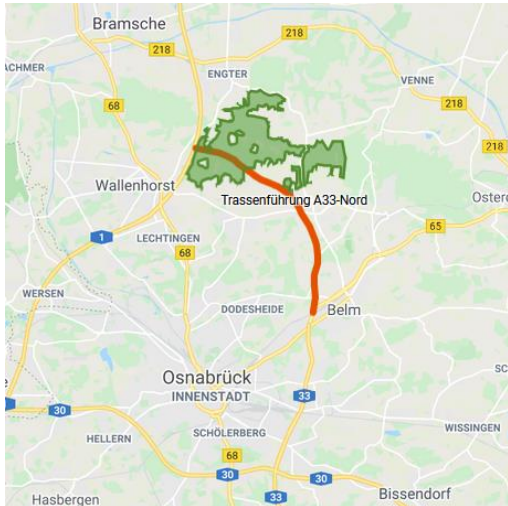 Bramsche
218
218
ACHMER
ENGTER
VENNE
68
218
218
Wallenhorst
Trassenführung A33-Nord
65
1
LECHTINGEN
68
WERSEN
DODESHEIDE
Belm
Osnabrück
INNENSTADT
33
30
WISSINGEN
SCHÖLERBERG
HELLERN
68
30
30
33
Bissendorf
Hasbergen